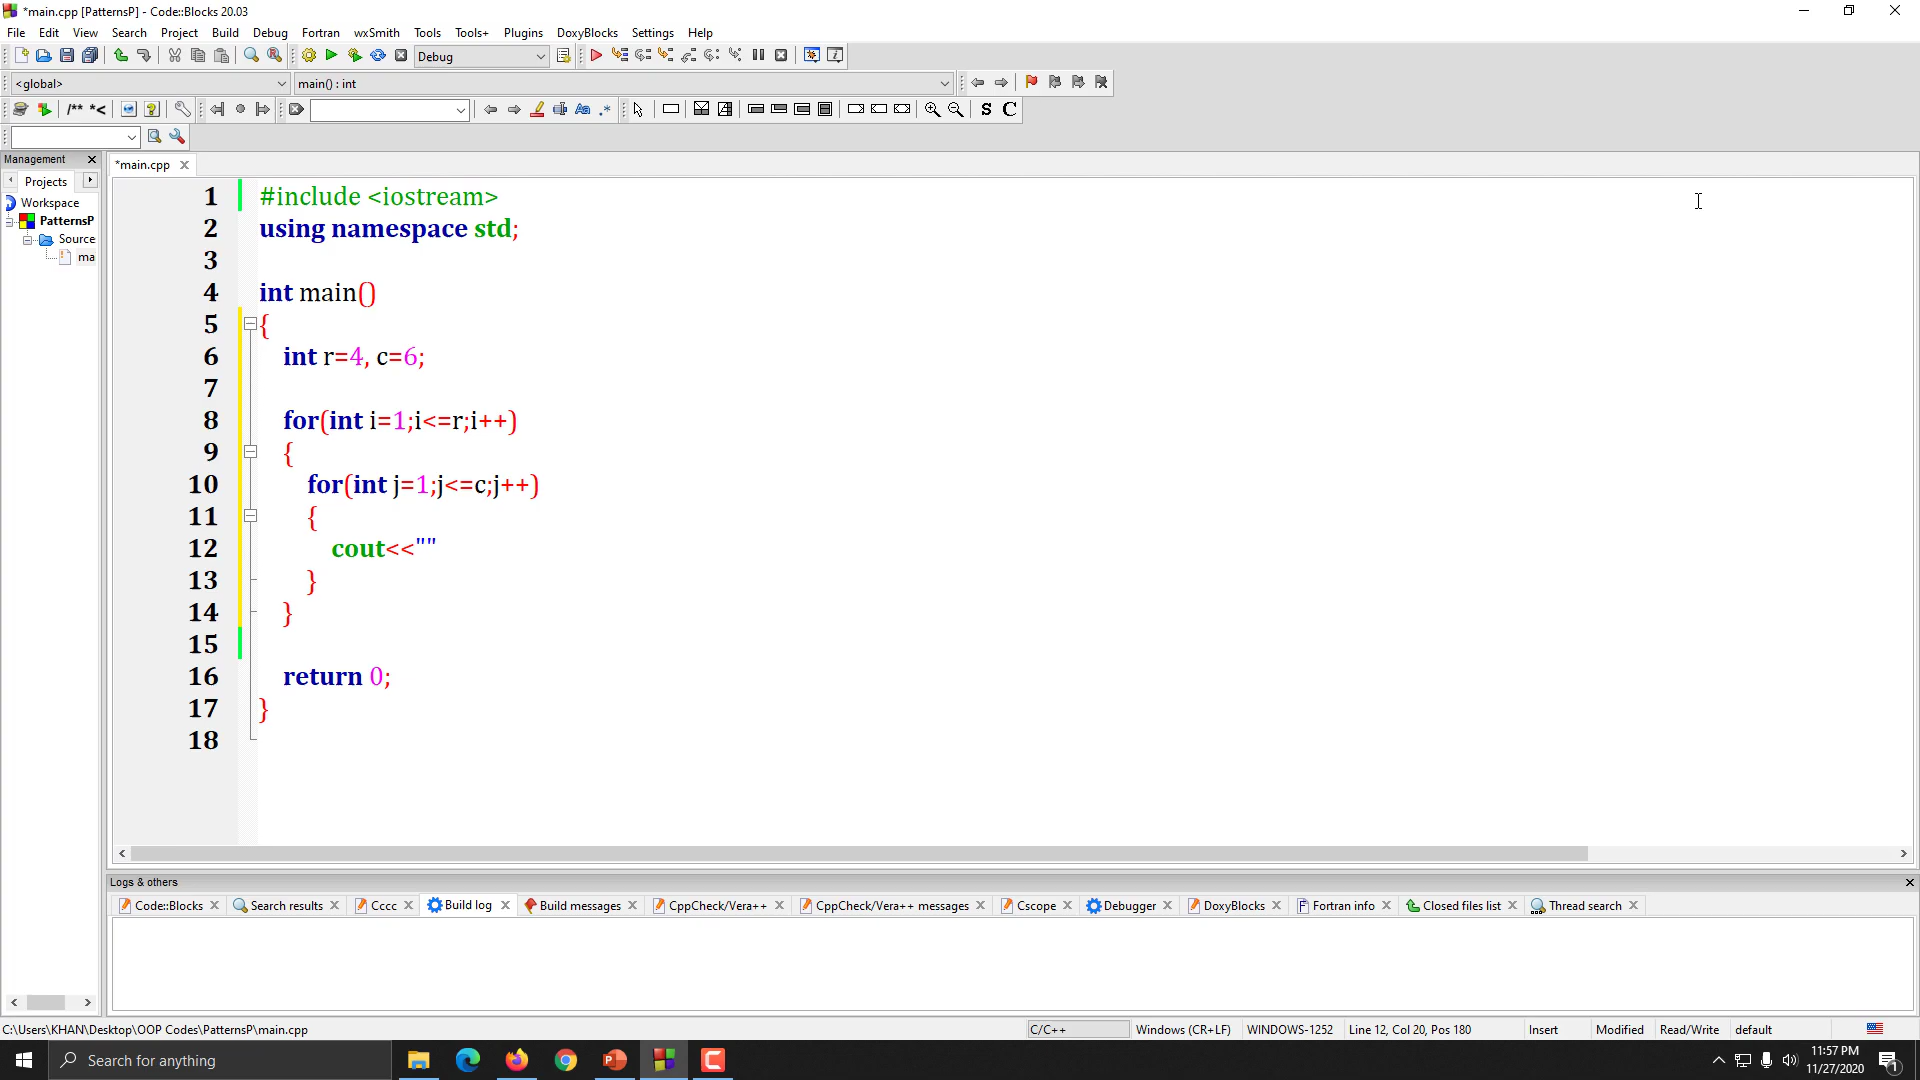 *main.cpp [PatternsP] - Code::Blocks 20.03
File Edit View Search Project Build Debug Fortran wxSmith Tools Tools+ Plugins DoxyBlocks Settings Help
Debug
<global> main() : int
/** *< Aa .* S C
Management
*main.cpp
Projects
Workspace
PatternsP
Source
ma
1 #include <iostream>
2 using namespace std;
3
4 int main()
5 {
6 int r=4, c=6;
7
8 for(int i=1;i<=r;i++)
9 {
10 for(int j=1;j<=c;j++)
11 {
12 cout<<""
13 }
14 }
15
16 return 0;
17 }
18
Logs & others
Code::Blocks Search results Cccc Build log Build messages CppCheck/Vera++ CppCheck/Vera++ messages Cscope Debugger DoxyBlocks Fortran info Closed files list Thread search
C:\Users\KHAN\Desktop\OOP Codes\PatternsP\main.cpp C/C++ Windows (CR+LF) WINDOWS-1252 Line 12, Col 20, Pos 180 Insert Modified Read/Write default
Search for anything
11:57 PM
11/27/2020
1